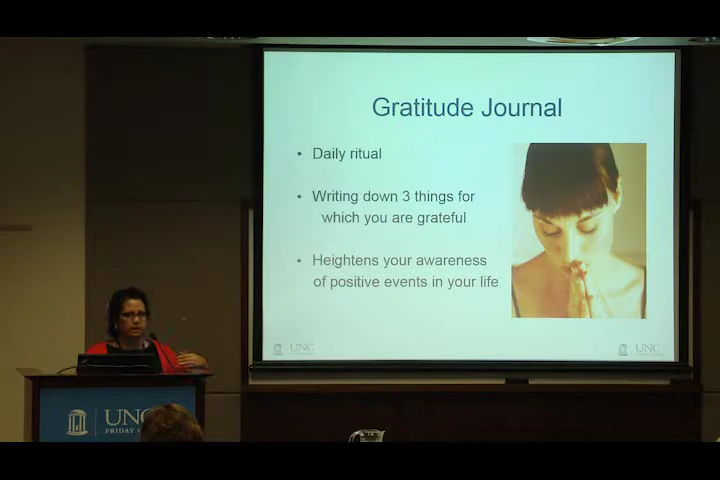 Gratitude Journal
• Daily ritual
• Writing down 3 things for
which you are grateful
• Heightens your awareness
of positive events in your life
UNC
UNC
UNC
FRIDAY